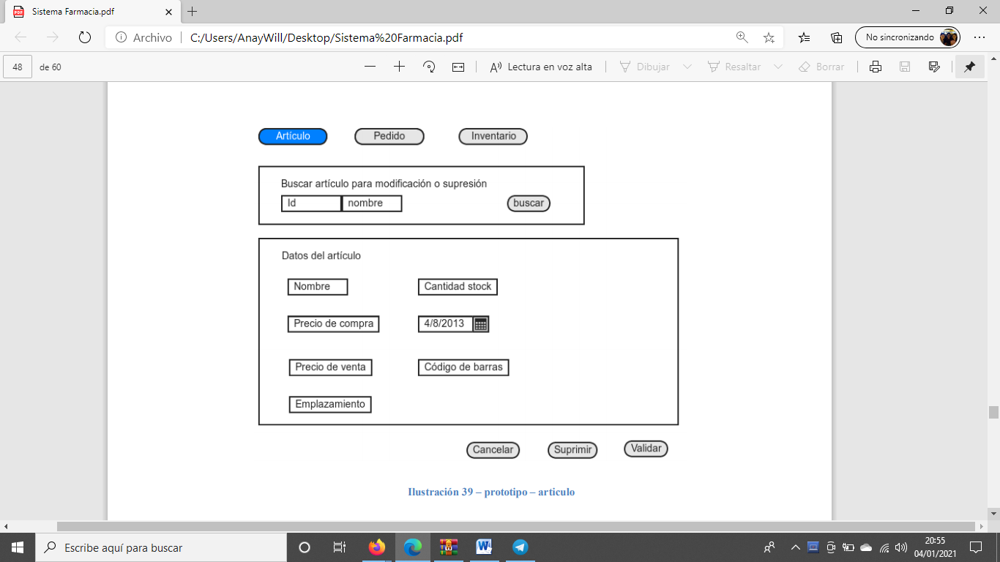 Sistema Farmacia.pdf
Archivo C:/Users/AnayWill/Desktop/Sistema%20Farmacia.pdf No sincronizando
48 de 60 Lectura en voz alta Dibujar Resaltar Borrar
Artículo Pedido Inventario
Buscar artículo para modificación o supresión
Id nombre buscar
Datos del artículo
Nombre Cantidad stock
Precio de compra 4/8/2013
Precio de venta Código de barras
Emplazamiento
Cancelar Suprimir Validar
Ilustración 39 – prototipo – articulo
Escribe aquí para buscar
20:55
04/01/2021